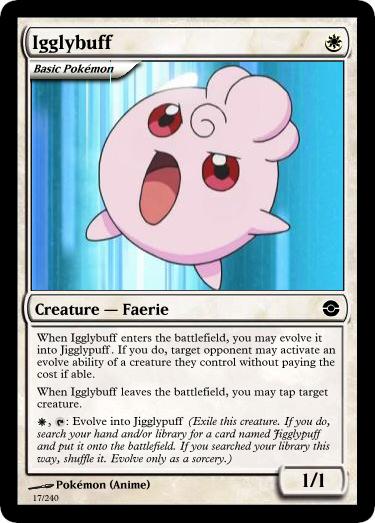 Igglybuff
Basic Pokémon
Creature — Faerie
When Igglybuff enters the battlefield, you may evolve it
into Jigglypuff. If you do, target opponent may activate an
evolve ability of a creature they control without paying the
cost if able.
When Igglybuff leaves the battlefield, you may tap target
creature.
, : Evolve into Jigglypuff (Exile this creature. If you do,
search your hand and/or library for a card named Jigglypuff
and put it onto the battlefield. If you searched your library this
way, shuffle it. Evolve only as a sorcery.)
1/1
Pokémon (Anime)
17/240